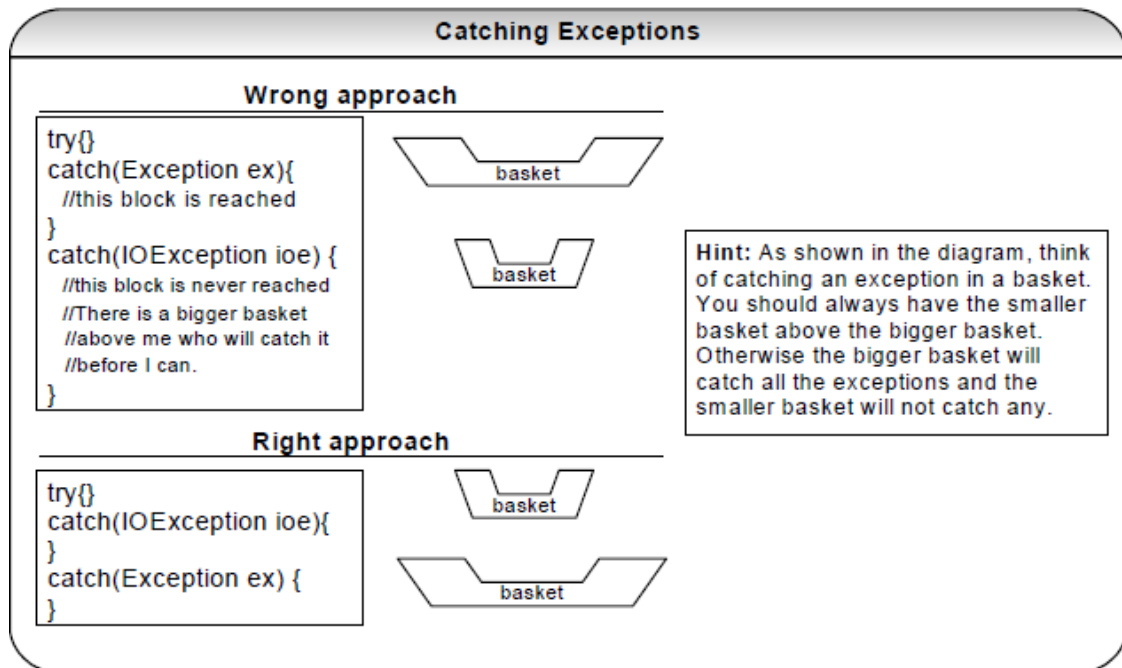 Catching Exceptions
Wrong approach
try{}
catch(Exception ex){
//this block is reached
}
catch(IOException ioe) {
//this block is never reached
//There is a bigger basket
//above me who will catch it
//before I can.
}
basket
basket
Hint: As shown in the diagram, think
of catching an exception in a basket.
You should always have the smaller
basket above the bigger basket.
Otherwise the bigger basket will
catch all the exceptions and the
smaller basket will not catch any.
Right approach
try{}
catch(IOException ioe){
}
catch(Exception ex) {
}
basket
basket